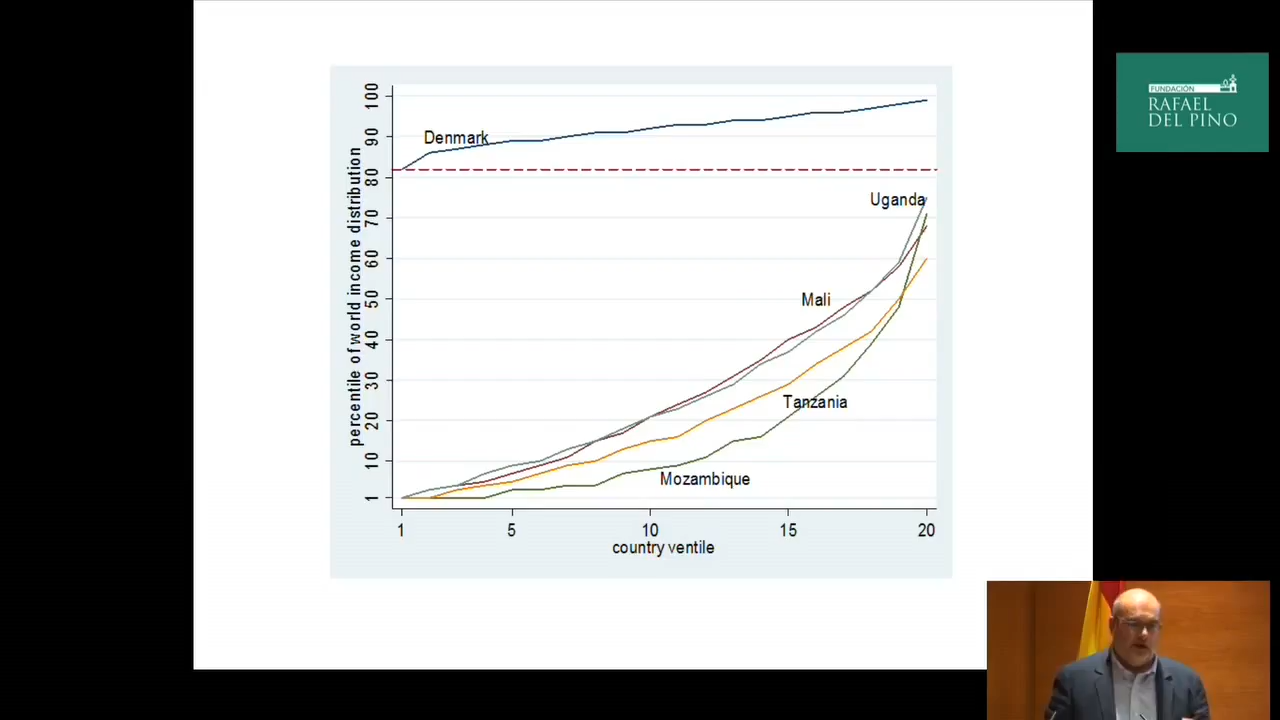 FUNDACIÓN
RAFAEL
DEL PINO
percentile of world income distribution
100
90
80
70
60
50
40
30
20
10
1
Denmark
Uganda
Mali
Tanzania
Mozambique
1
5
10
15
20
country ventile